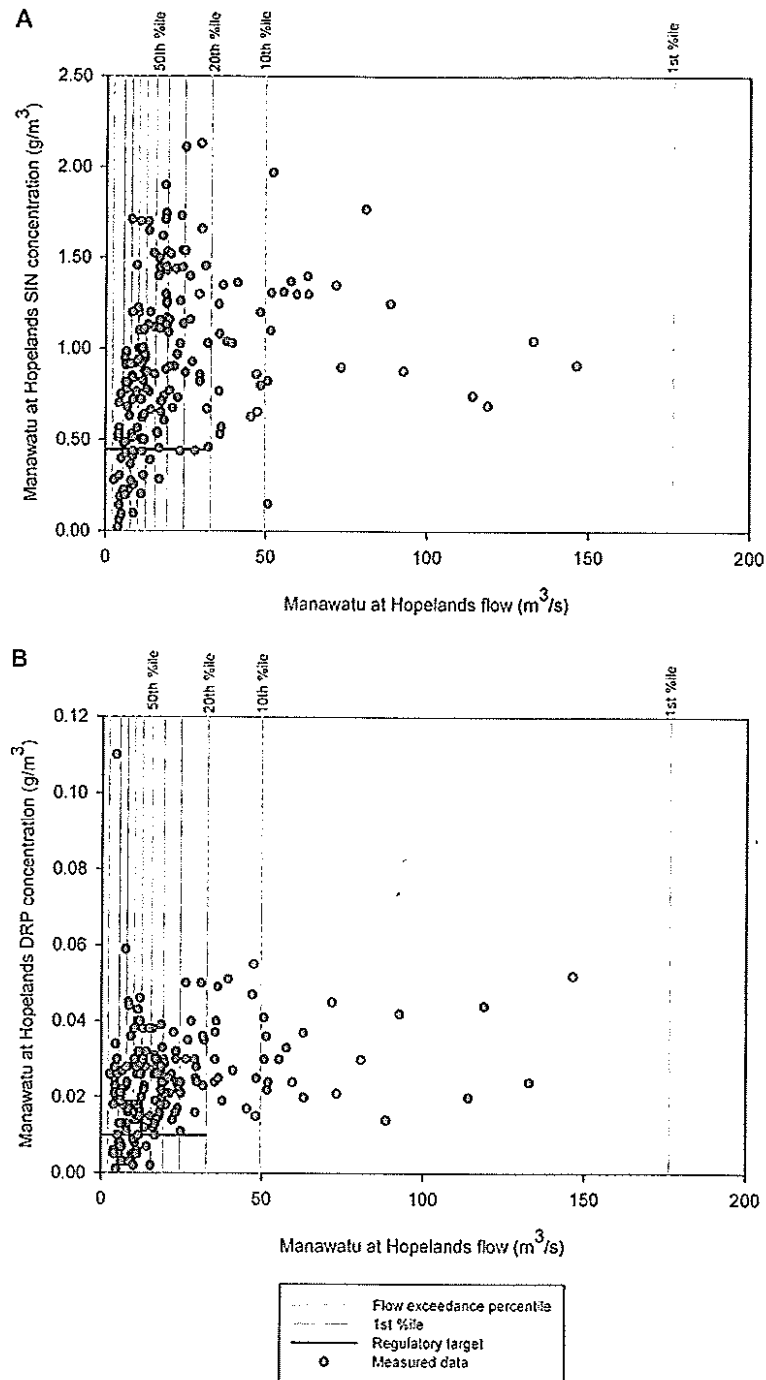 A
50th %ile
20th %ile
10th %ile
1st %ile
2.50
2.00
1.50
1.00
0.50
0.00
Manawatu at Hopelands SIN concentration (g/m³)
0
50
100
150
200
Manawatu at Hopelands flow (m³/s)
B
50th %ile
20th %ile
10th %ile
1st %ile
0.12
0.10
0.08
0.06
0.04
0.02
0.00
Manawatu at Hopelands DRP concentration (g/m³)
0
50
100
150
200
Manawatu at Hopelands flow (m³/s)
Flow exceedance percentile
1st %ile
Regulatory target
Measured data